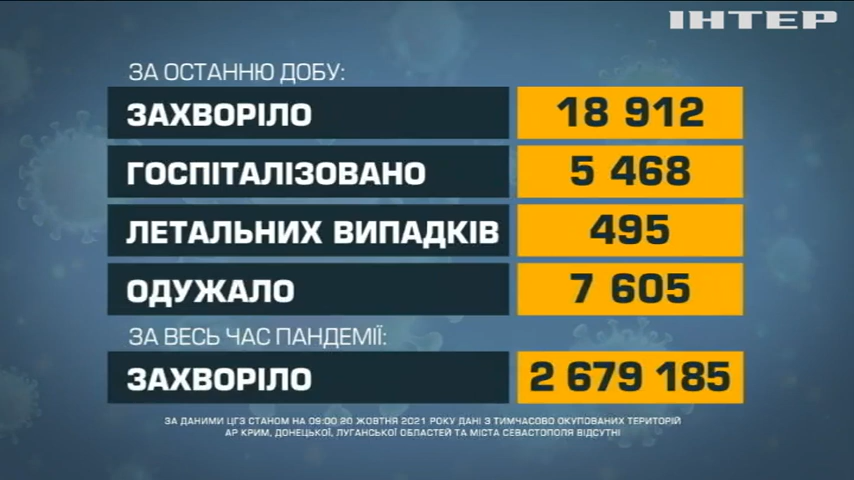 ІНТЕР
ЗА ОСТАННЮ ДОБУ:
ЗАХВОРІЛО 18 912
ГОСПІТАЛІЗОВАНО 5 468
ЛЕТАЛЬНИХ ВИПАДКІВ 495
ОДУЖАЛО 7 605
ЗА ВЕСЬ ЧАС ПАНДЕМІЇ:
ЗАХВОРІЛО 2 679 185
ЗА ДАНИМИ ЦГЗ СТАНОМ НА 09:00 20 ЖОВТНЯ 2021 РОКУ ДАНІ З ТИМЧАСОВО ОКУПОВАНИХ ТЕРИТОРІЙ
АР КРИМ, ДОНЕЦЬКОЇ, ЛУГАНСЬКОЇ ОБЛАСТЕЙ ТА МІСТА СЕВАСТОПОЛЯ ВІДСУТНІ